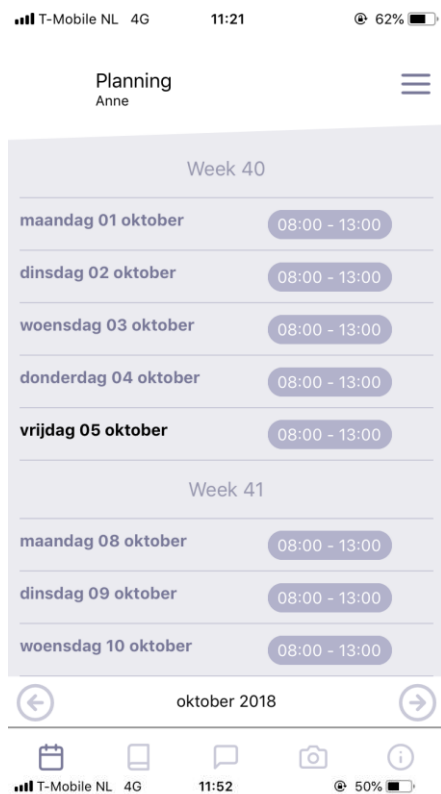 T-Mobile NL 4G 11:21 62%
Planning
Anne
Week 40
maandag 01 oktober 08:00 - 13:00
dinsdag 02 oktober 08:00 - 13:00
woensdag 03 oktober 08:00 - 13:00
donderdag 04 oktober 08:00 - 13:00
vrijdag 05 oktober 08:00 - 13:00
Week 41
maandag 08 oktober 08:00 - 13:00
dinsdag 09 oktober 08:00 - 13:00
woensdag 10 oktober 08:00 - 13:00
oktober 2018
T-Mobile NL 4G 11:52 50%